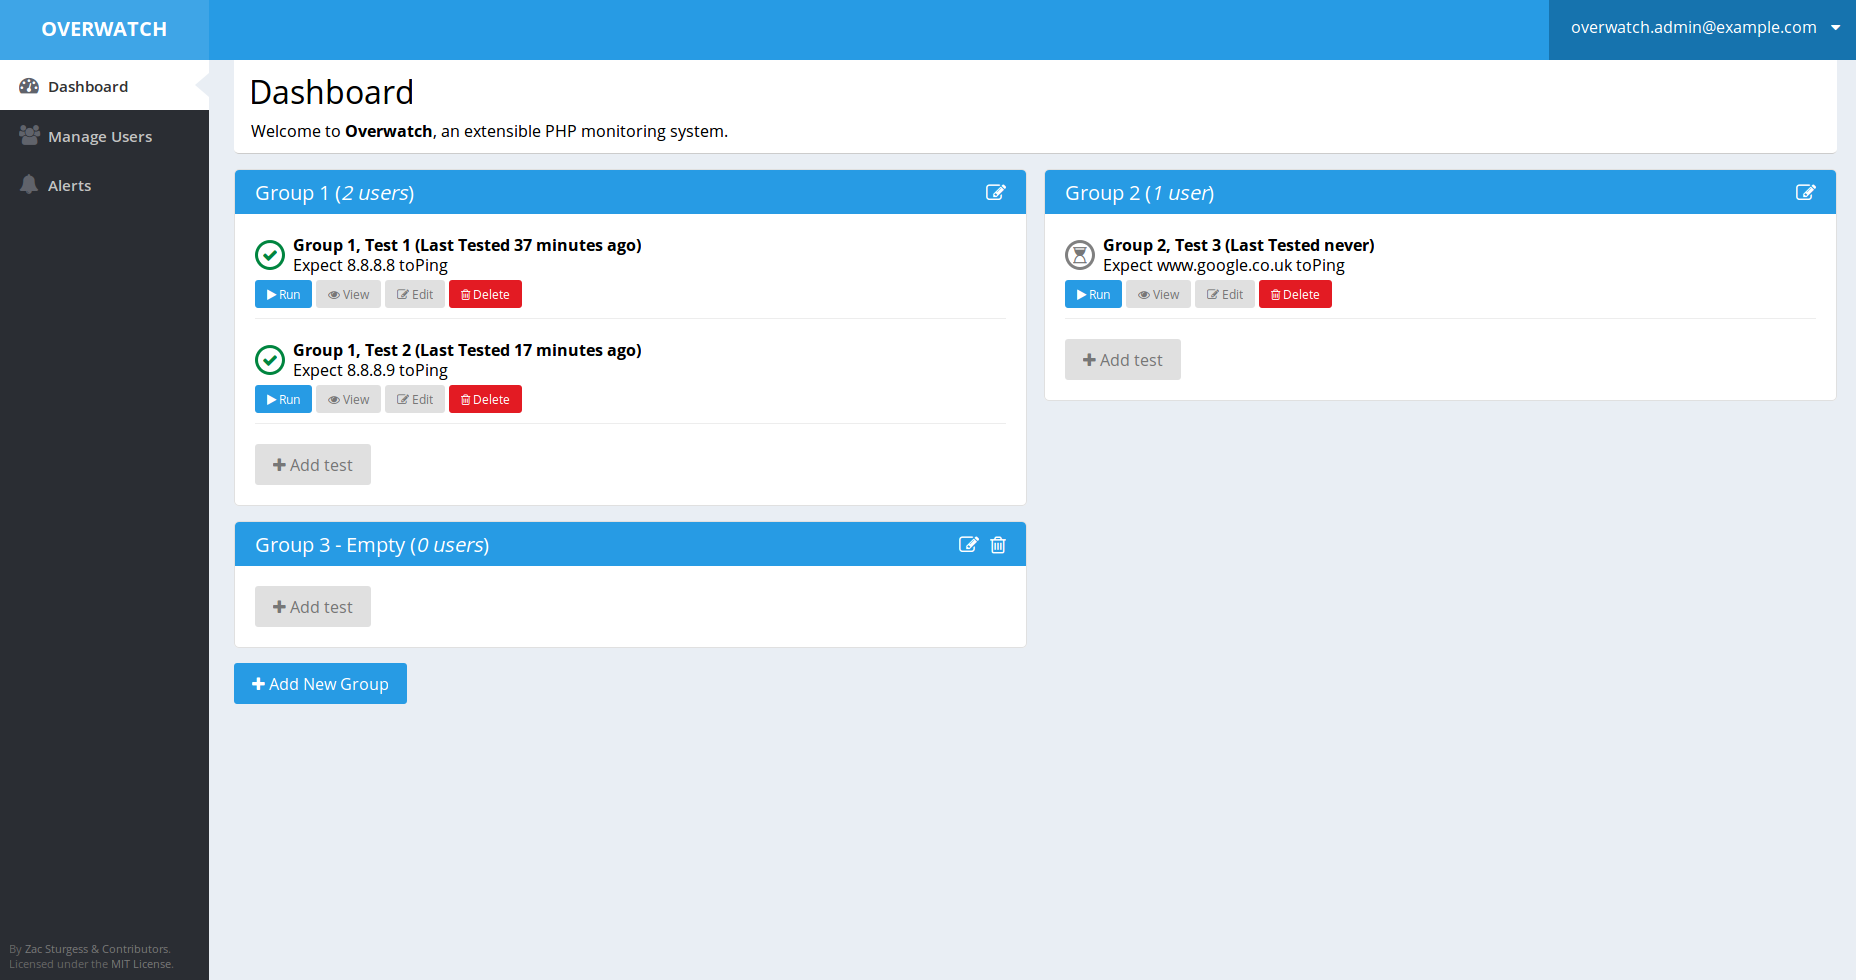 OVERWATCH
overwatch.admin@example.com
Dashboard
Manage Users
Alerts
Dashboard
Welcome to Overwatch, an extensible PHP monitoring system.
Group 1 (2 users)
Group 1, Test 1 (Last Tested 37 minutes ago)
Expect 8.8.8.8 toPing
Run View Edit Delete
Group 1, Test 2 (Last Tested 17 minutes ago)
Expect 8.8.8.9 toPing
Run View Edit Delete
Add test
Group 2 (1 user)
Group 2, Test 3 (Last Tested never)
Expect www.google.co.uk toPing
Run View Edit Delete
Add test
Group 3 - Empty (0 users)
Add test
Add New Group
By Zac Sturgess & Contributors.
Licensed under the MIT License.